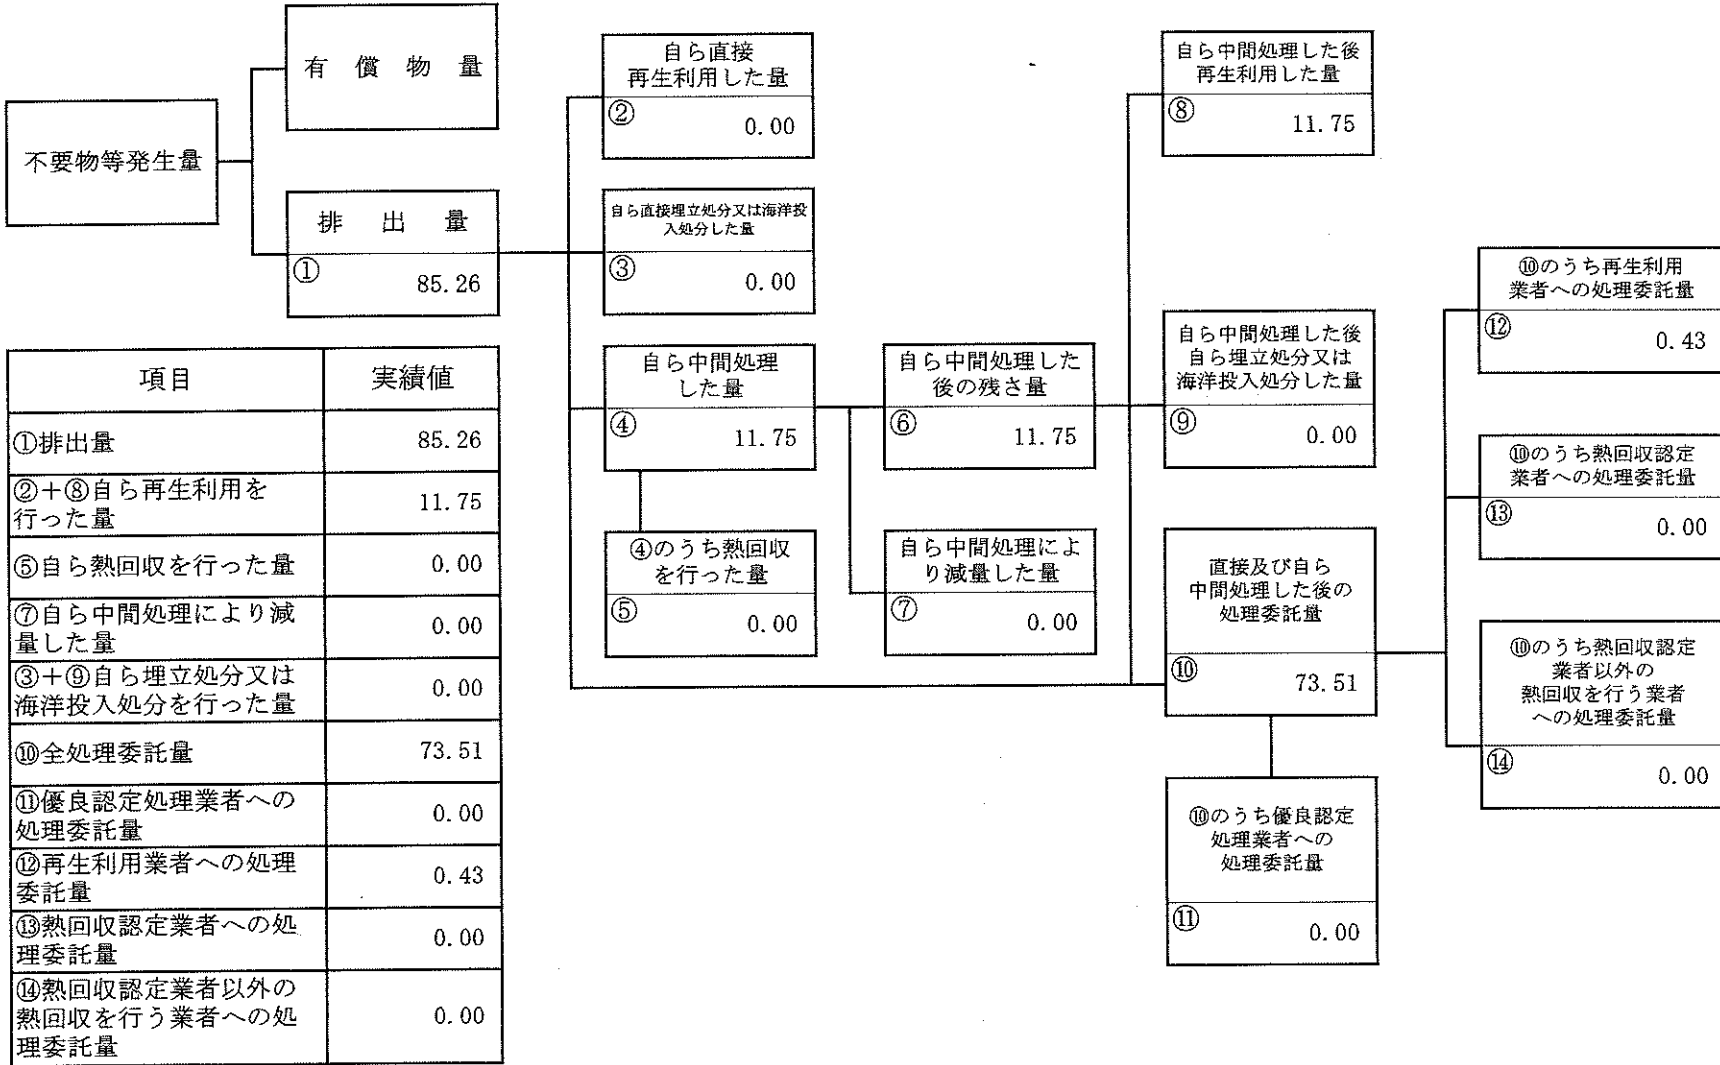 不要物等発生量
有償物量
排出量
①
85.26
自ら直接
再生利用した量
②
0.00
自ら直接埋立処分又は海洋投
入処分した量
③
0.00
自ら中間処理
した量
④
11.75
④のうち熱回収
を行った量
⑤
0.00
自ら中間処理した
後の残さ量
⑥
11.75
自ら中間処理によ
り減量した量
⑦
0.00
自ら中間処理した後
再生利用した量
⑧
11.75
自ら中間処理した後
自ら埋立処分又は
海洋投入処分した量
⑨
0.00
直接及び自ら
中間処理した後の
処理委託量
⑩
73.51
⑩のうち優良認定
処理業者への
処理委託量
⑪
0.00
⑩のうち再生利用
業者への処理委託量
⑫
0.43
⑩のうち熱回収認定
業者への処理委託量
⑬
0.00
⑩のうち熱回収認定
業者以外の
熱回収を行う業者
への処理委託量
⑭
0.00
項目 実績値
①排出量 85.26
②+⑧自ら再生利用を
行った量 11.75
⑤自ら熱回収を行った量 0.00
⑦自ら中間処理により減
量した量 0.00
③+⑨自ら埋立処分又は
海洋投入処分を行った量 0.00
⑩全処理委託量 73.51
⑪優良認定処理業者への
処理委託量 0.00
⑫再生利用業者への処理
委託量 0.43
⑬熱回収認定業者への処
理委託量 0.00
⑭熱回収認定業者以外の
熱回収を行う業者への処
理委託量 0.00